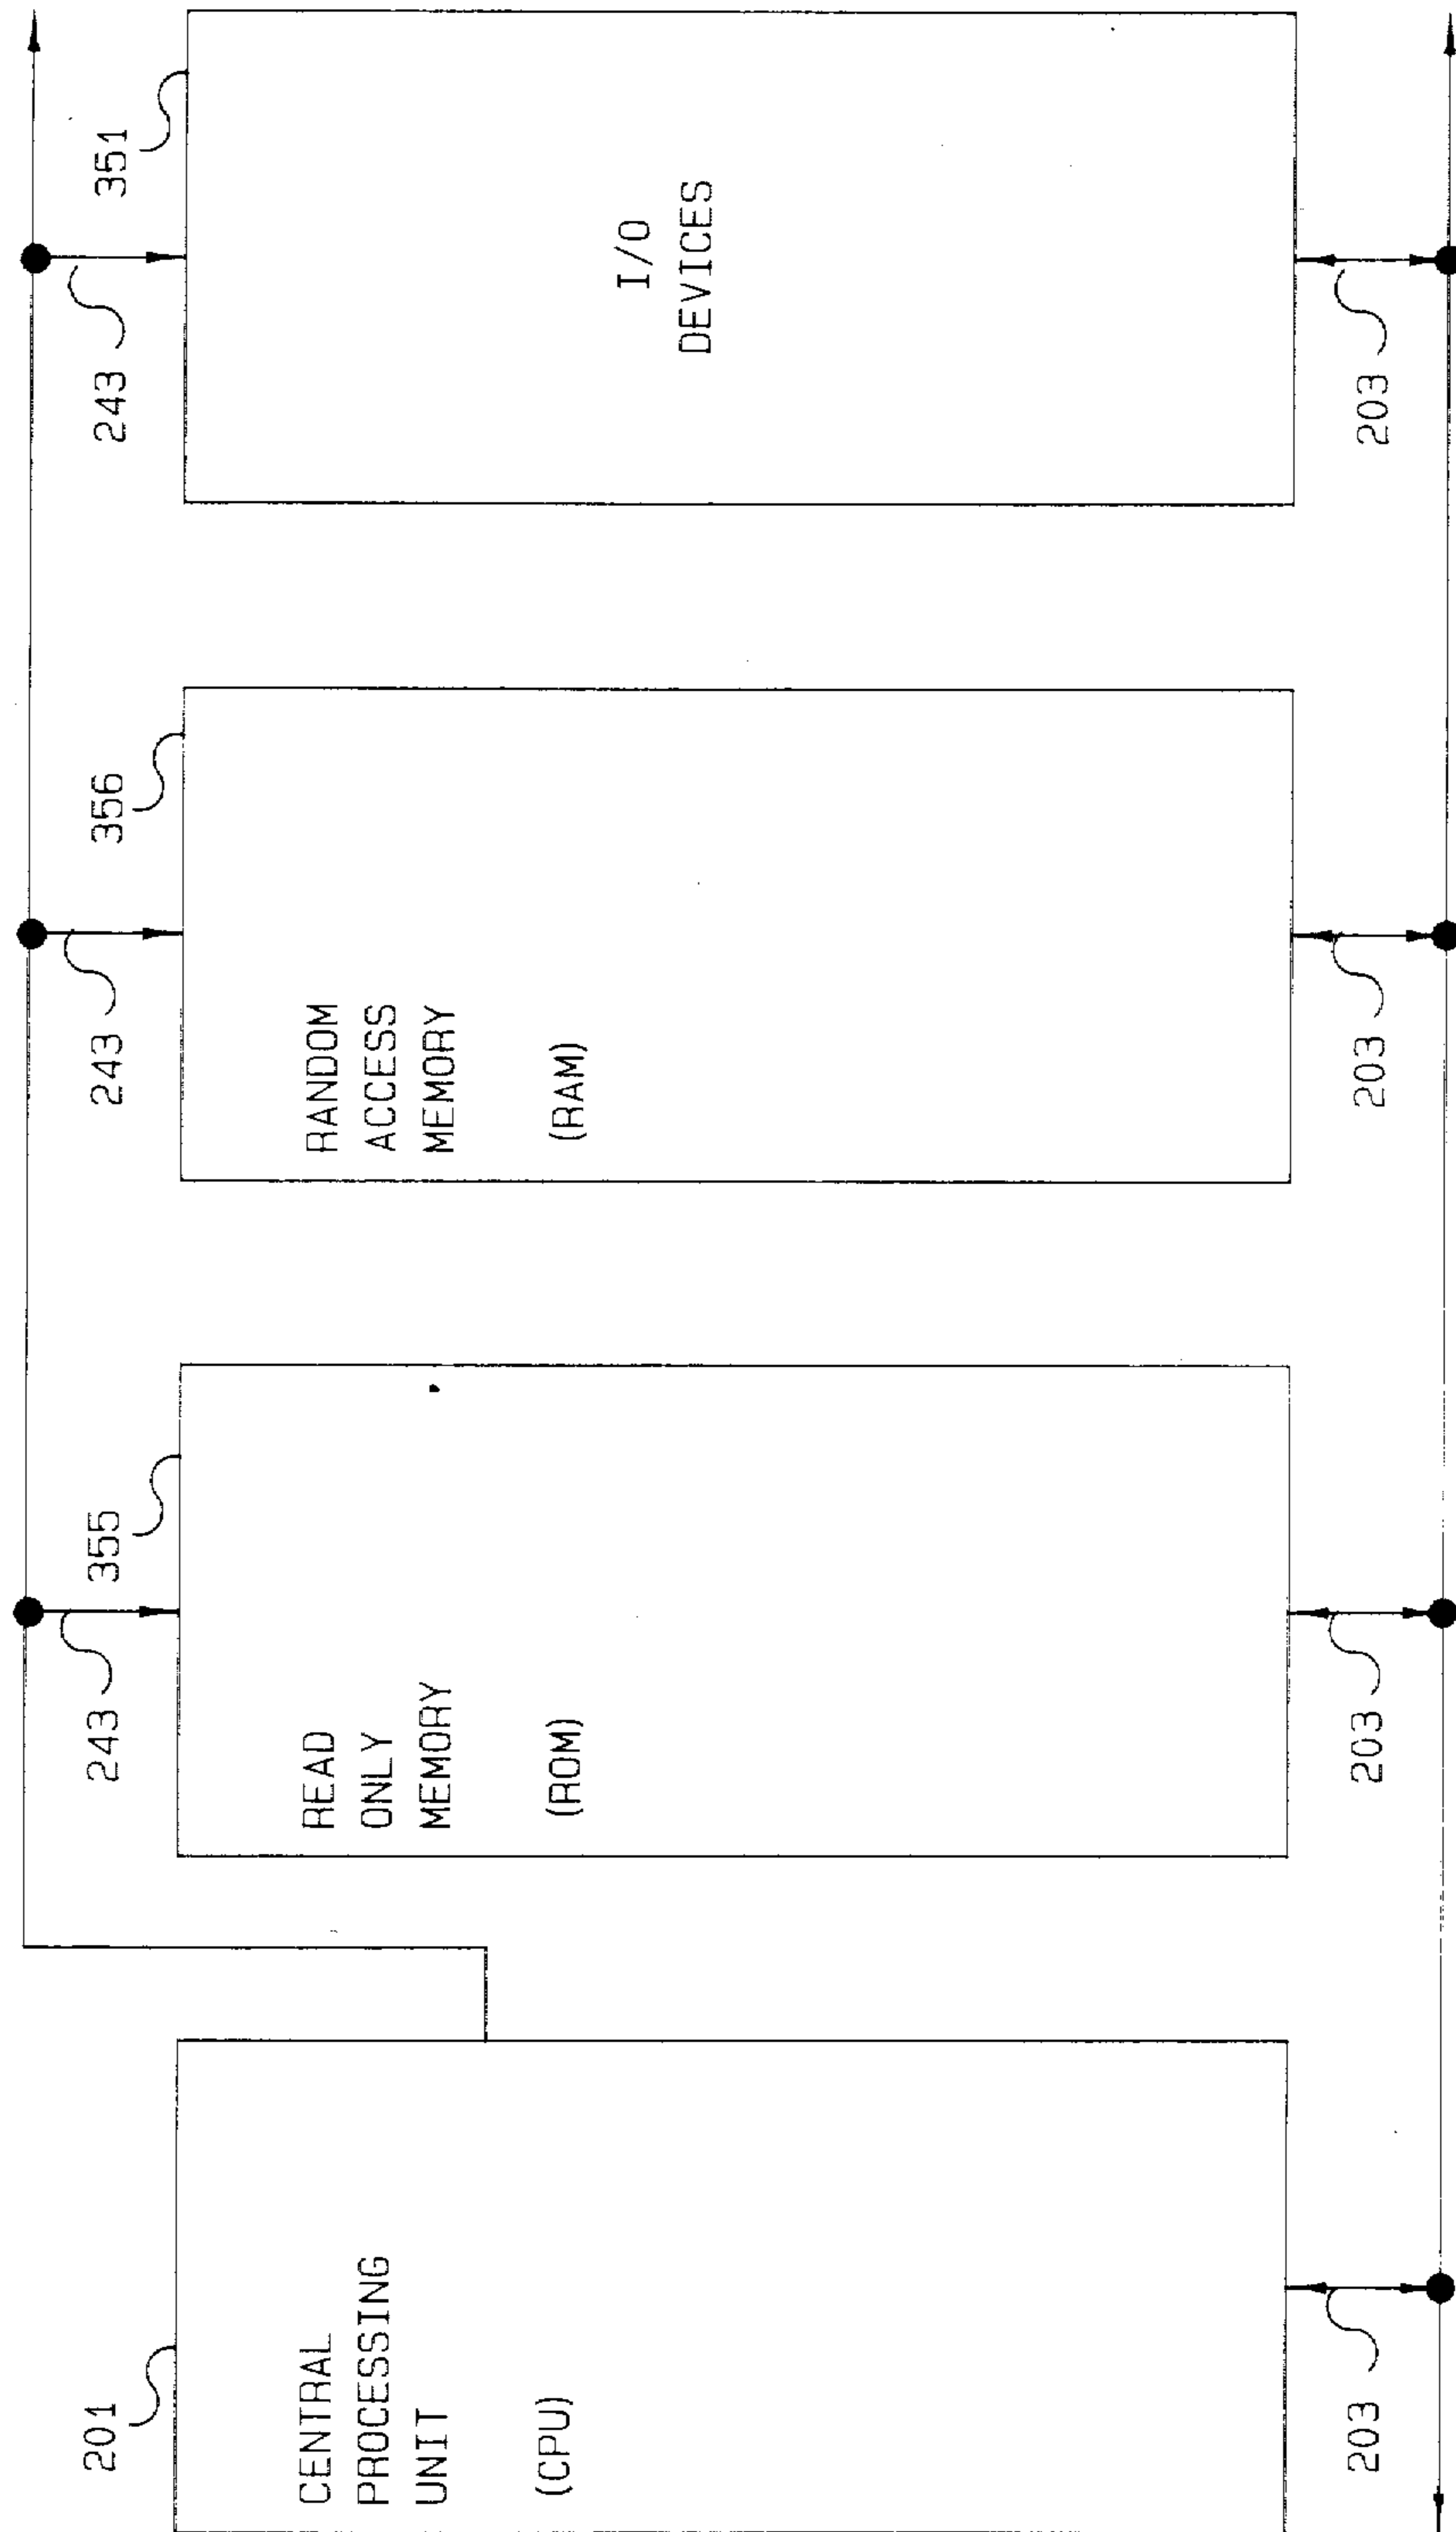 201
CENTRAL
PROCESSING
UNIT
(CPU)
203
243
355
READ
ONLY
MEMORY
(ROM)
203
243
356
RANDOM
ACCESS
MEMORY
(RAM)
203
243
351
I/O
DEVICES
203